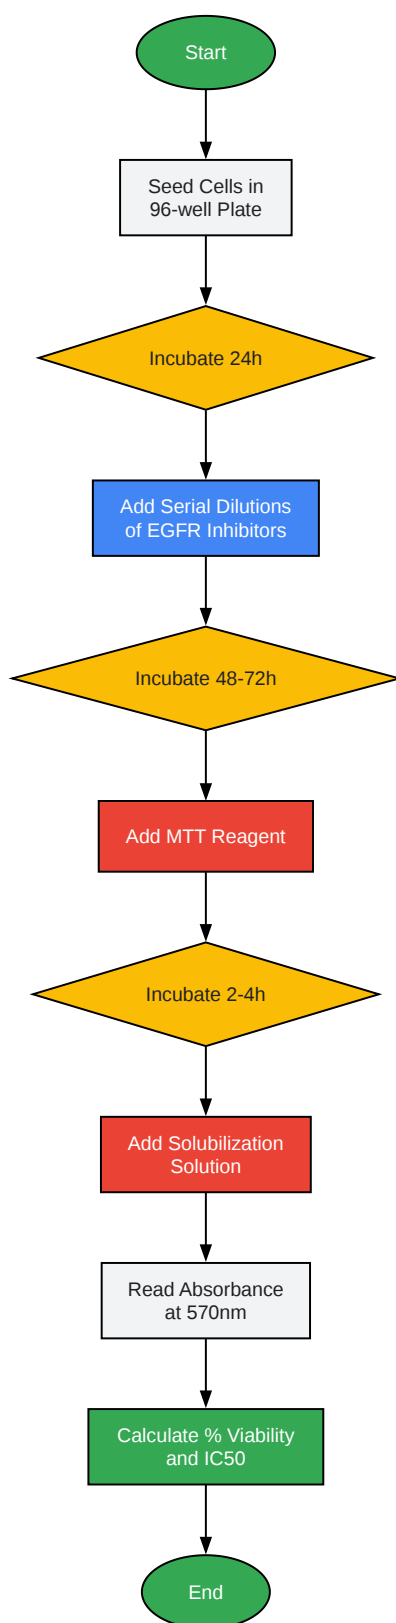 Start
Seed Cells in
96-well Plate
Incubate 24h
Add Serial Dilutions
of EGFR Inhibitors
Incubate 48-72h
Add MTT Reagent
Incubate 2-4h
Add Solubilization
Solution
Read Absorbance
at 570nm
Calculate % Viability
and IC50
End